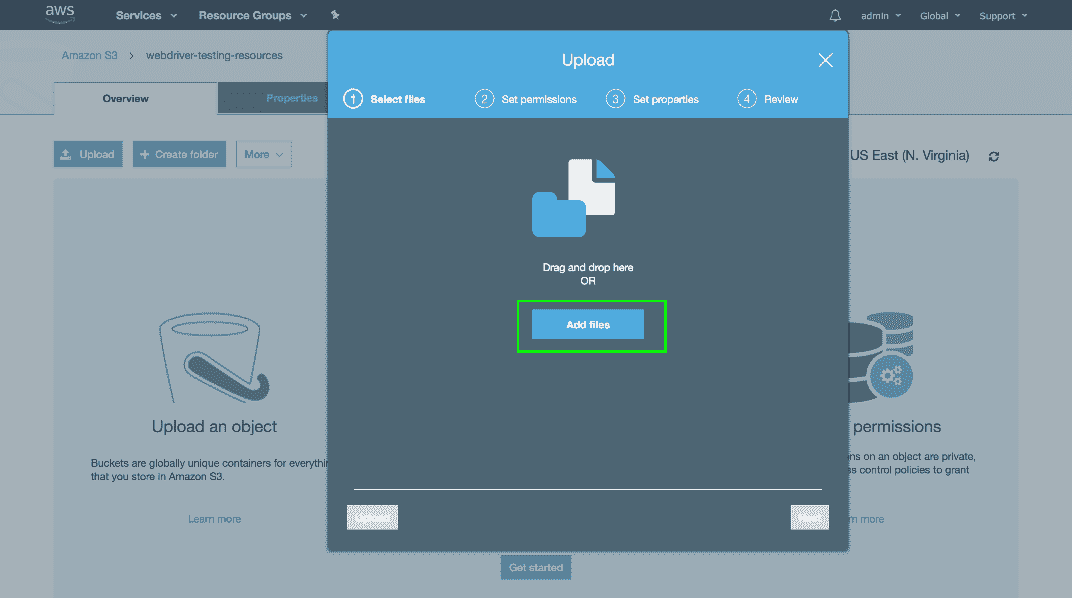 aws
Services
Resource Groups
admin
Global
Support
Amazon S3
webdriver-testing-resources
Upload
Overview
Properties
1 Select files
2 Set permissions
3 Set properties
4 Review
Upload
Create folder
More
US East (N. Virginia)
Drag and drop here
OR
Add files
Upload an object
permissions
Buckets are globally unique containers for everythin
that you store in Amazon S3.
ns on an object are private,
ss control policies to grant
Learn more
more
Get started